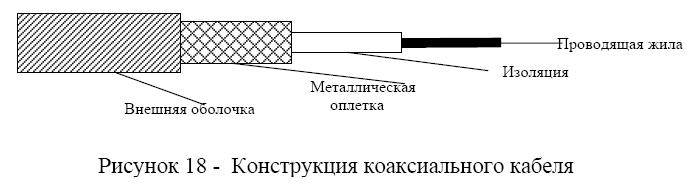 Проводящая жила
Изоляция
Металлическая
оплетка
Внешняя оболочка
Рисунок 18 - Конструкция коаксиального кабеля